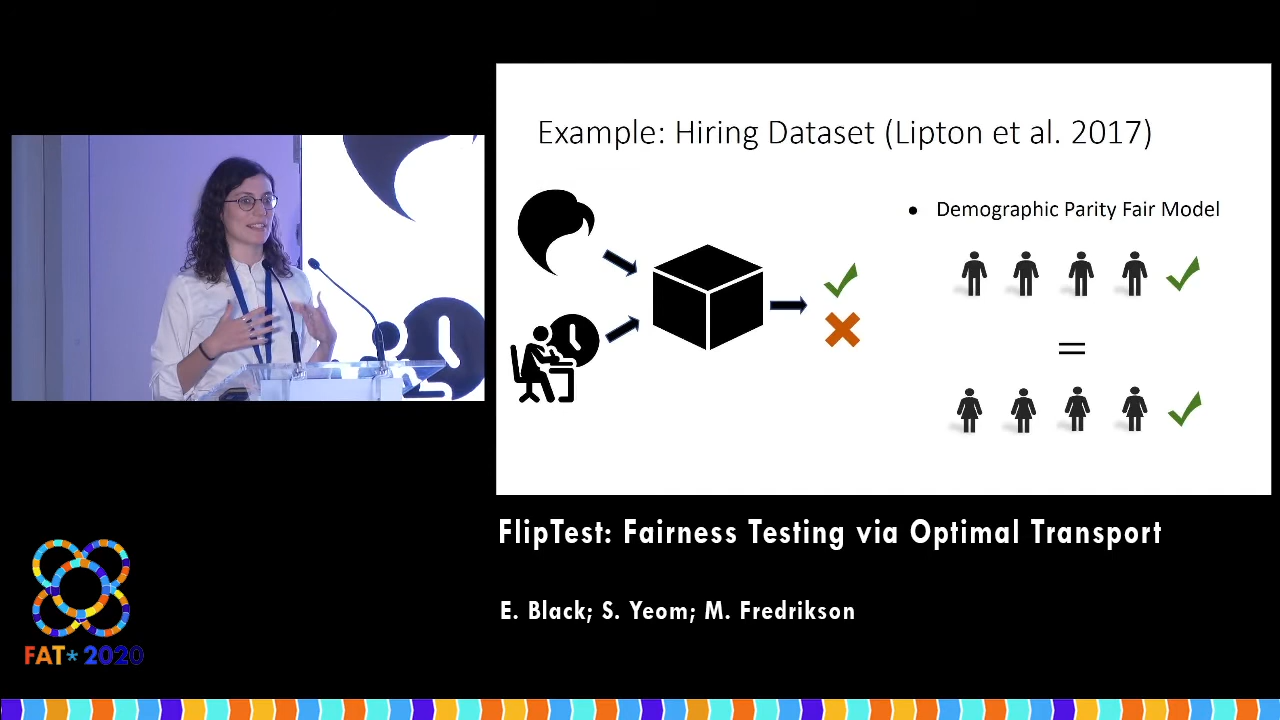 Example: Hiring Dataset (Lipton et al. 2017)
• Demographic Parity Fair Model
=
FlipTest: Fairness Testing via Optimal Transport
E. Black; S. Yeom; M. Fredrikson
FAT* 2020